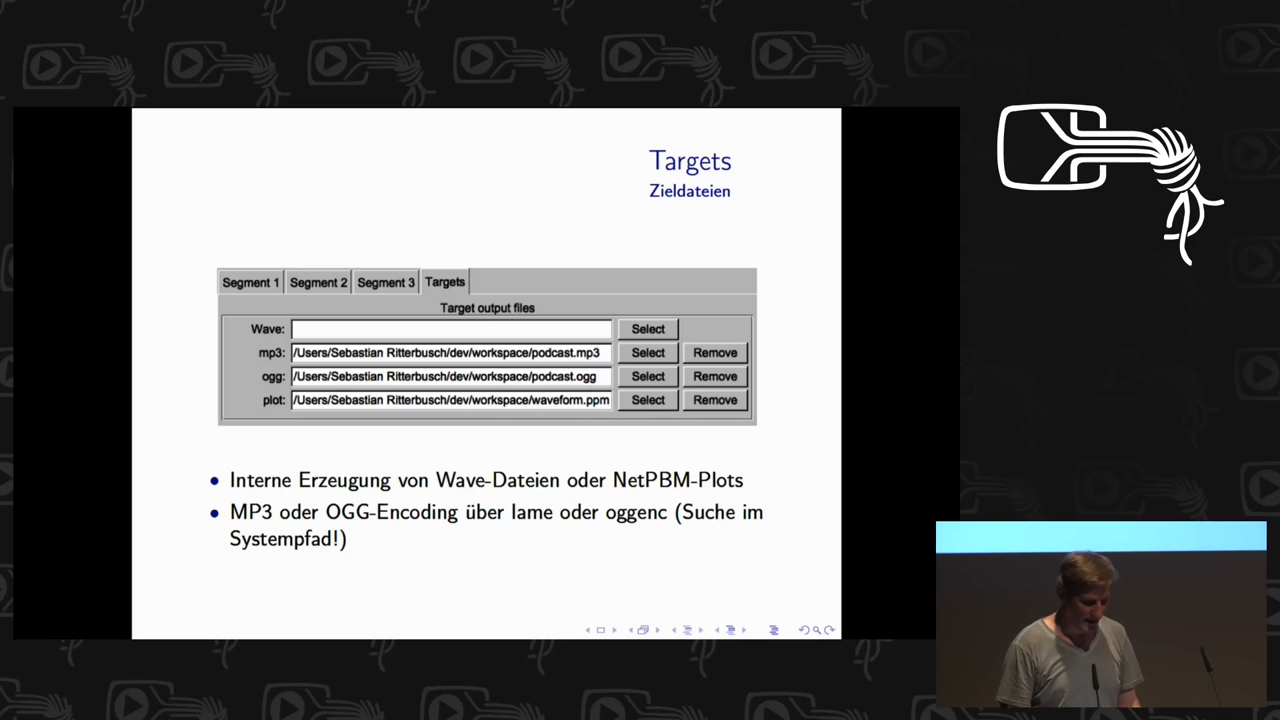 Targets
Zieldateien
Segment 1 Segment 2 Segment 3 Targets
Target output files
Wave: Select
mp3: /Users/Sebastian Ritterbusch/dev/workspace/podcast.mp3 Select Remove
ogg: /Users/Sebastian Ritterbusch/dev/workspace/podcast.ogg Select Remove
plot: /Users/Sebastian Ritterbusch/dev/workspace/waveform.ppm Select Remove
• Interne Erzeugung von Wave-Dateien oder NetPBM-Plots
• MP3 oder OGG-Encoding über lame oder oggenc (Suche im
Systempfad!)